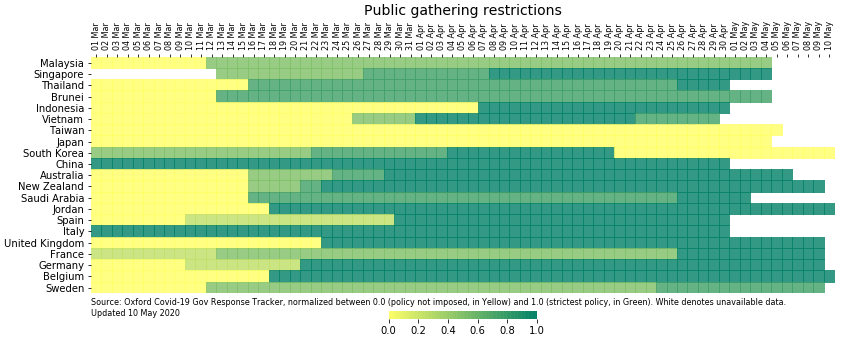 Public gathering restrictions
01 Mar
02 Mar
03 Mar
04 Mar
05 Mar
06 Mar
07 Mar
08 Mar
09 Mar
10 Mar
11 Mar
12 Mar
13 Mar
14 Mar
15 Mar
16 Mar
17 Mar
18 Mar
19 Mar
20 Mar
21 Mar
22 Mar
23 Mar
24 Mar
25 Mar
26 Mar
27 Mar
28 Mar
29 Mar
30 Mar
31 Mar
01 Apr
02 Apr
03 Apr
04 Apr
05 Apr
06 Apr
07 Apr
08 Apr
09 Apr
10 Apr
11 Apr
12 Apr
13 Apr
14 Apr
15 Apr
16 Apr
17 Apr
18 Apr
19 Apr
20 Apr
21 Apr
22 Apr
23 Apr
24 Apr
25 Apr
26 Apr
27 Apr
28 Apr
29 Apr
30 Apr
01 May
02 May
03 May
04 May
05 May
06 May
07 May
08 May
09 May
10 May
Malaysia
Singapore
Thailand
Brunei
Indonesia
Vietnam
Taiwan
Japan
South Korea
China
Australia
New Zealand
Saudi Arabia
Jordan
Spain
Italy
United Kingdom
France
Germany
Belgium
Sweden
Source: Oxford Covid-19 Gov Response Tracker, normalized between 0.0 (policy not imposed, in Yellow) and 1.0 (strictest policy, in Green). White denotes unavailable data.
Updated 10 May 2020
0.0 0.2 0.4 0.6 0.8 1.0